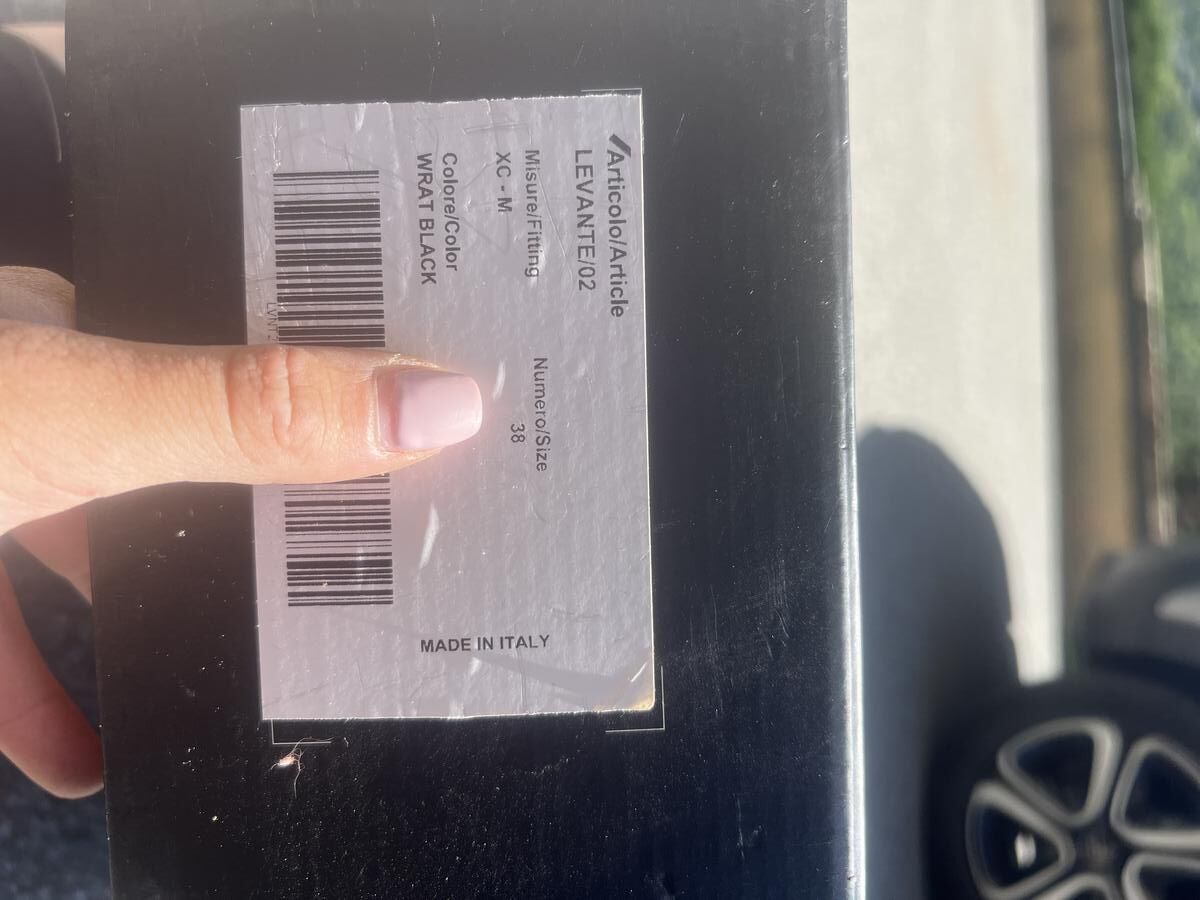 Articolo/Article
LEVANTE/02
Misure/Fitting
XC - M
Numero/Size
38
Colore/Color
WRAT BLACK
MADE IN ITALY